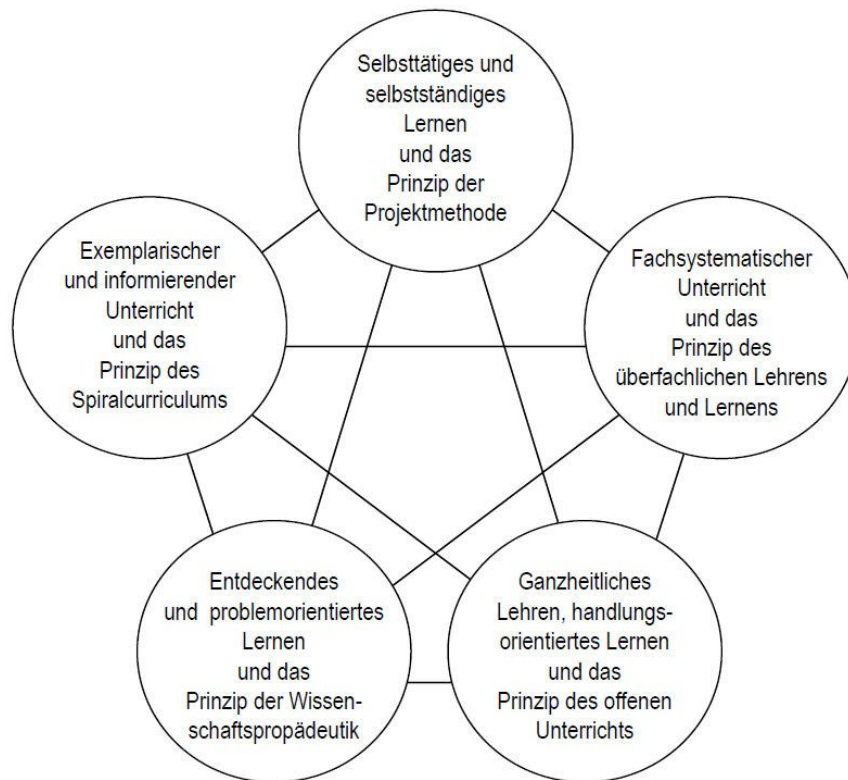 Selbsttätiges und
selbstständiges
Lernen
und das
Prinzip der
Projektmethode
Exemplarischer
und informierender
Unterricht
und das
Prinzip des
Spiralcurriculums
Fachsystematischer
Unterricht
und das
Prinzip des
überfachlichen Lehrens
und Lernens
Entdeckendes
und problemorientiertes
Lernen
und das
Prinzip der Wissen-
schaftspropädeutik
Ganzheitliches
Lehren, handlungs-
orientiertes Lernen
und das
Prinzip des offenen
Unterrichts